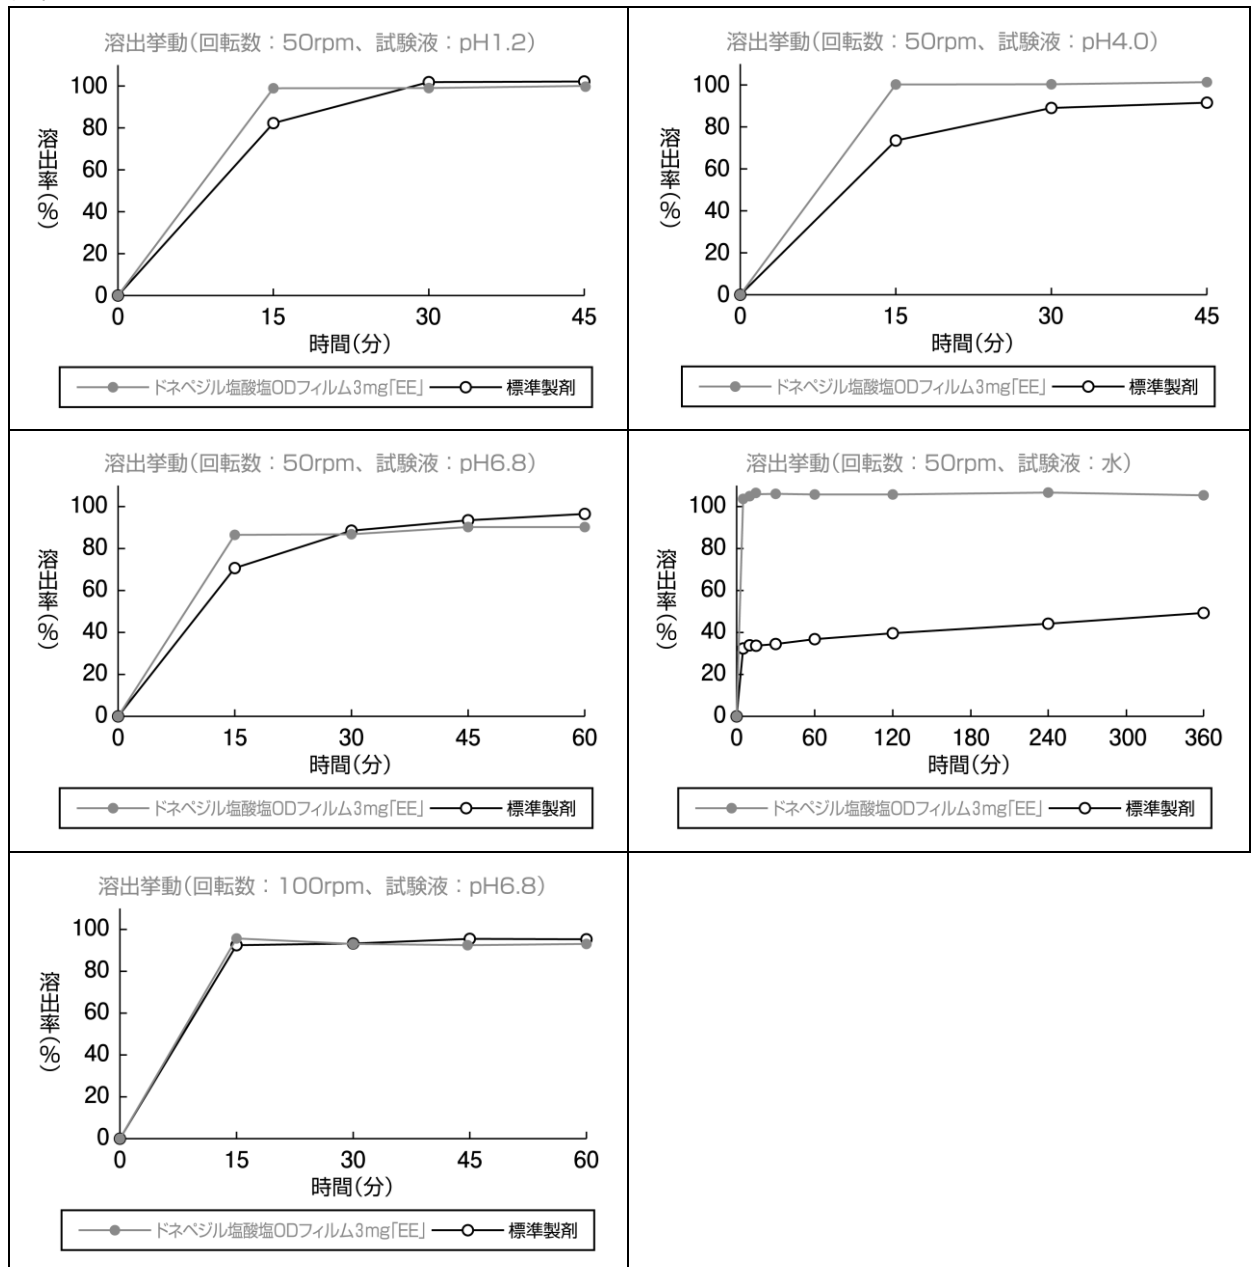 溶出挙動(回転数：50rpm、試験液：pH1.2)
溶出率(%)
100
80
60
40
20
0
0 15 30 45
時間(分)
ドネペジル塩酸塩ODフィルム3mg｢EE｣ 標準製剤
溶出挙動(回転数：50rpm、試験液：pH4.0)
溶出率(%)
100
80
60
40
20
0
0 15 30 45
時間(分)
ドネペジル塩酸塩ODフィルム3mg｢EE｣ 標準製剤
溶出挙動(回転数：50rpm、試験液：pH6.8)
溶出率(%)
100
80
60
40
20
0
0 15 30 45 60
時間(分)
ドネペジル塩酸塩ODフィルム3mg｢EE｣ 標準製剤
溶出挙動(回転数：50rpm、試験液：水)
溶出率(%)
100
80
60
40
20
0
0 60 120 180 240 300 360
時間(分)
ドネペジル塩酸塩ODフィルム3mg｢EE｣ 標準製剤
溶出挙動(回転数：100rpm、試験液：pH6.8)
溶出率(%)
100
80
60
40
20
0
0 15 30 45 60
時間(分)
ドネペジル塩酸塩ODフィルム3mg｢EE｣ 標準製剤